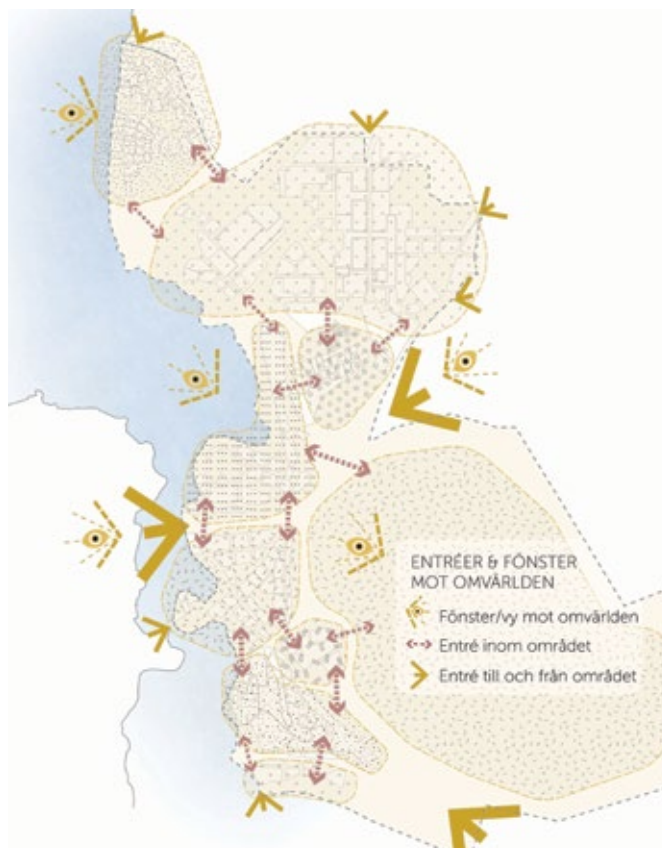 ENTRÉER & FÖNSTER
MOT OMVÄRLDEN
Fönster/vy mot omvärlden
Entré inom området
Entré till och från området